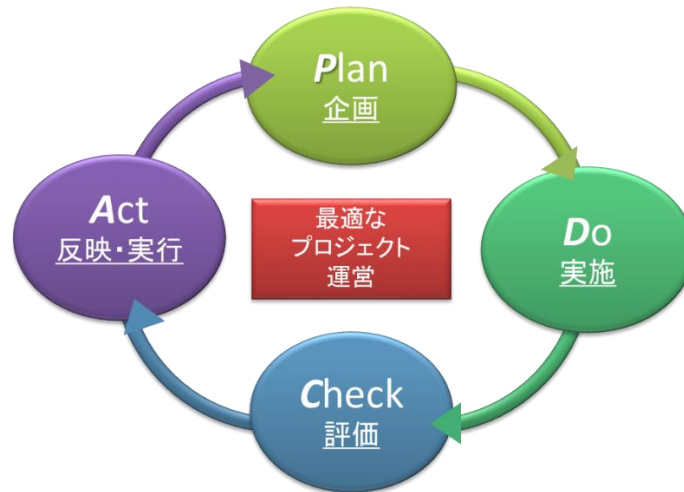 Plan
企画
Do
実施
Check
評価
Act
反映・実行
最適な
プロジェクト
運営